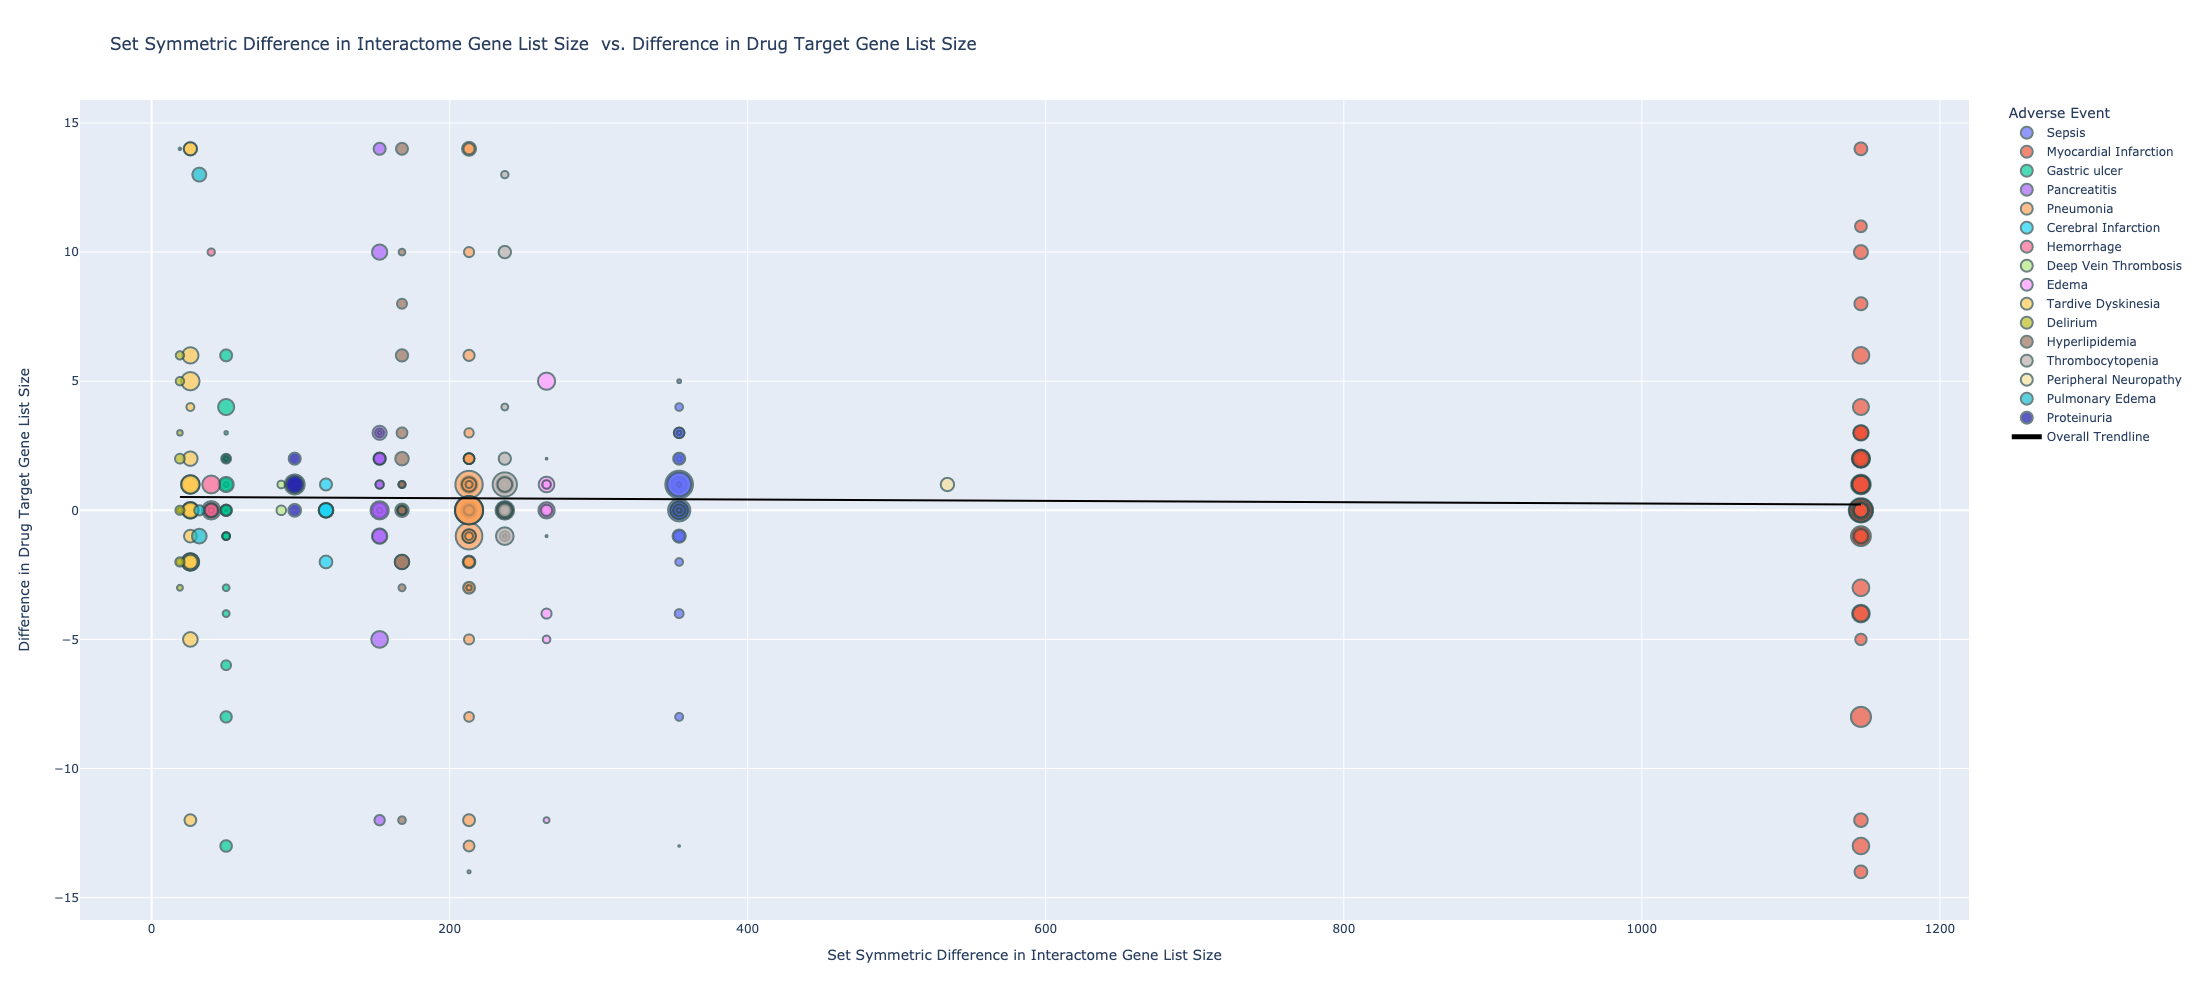 Set Symmetric Difference in Interactome Gene List Size  vs. Difference in Drug Target Gene List Size
Difference in Drug Target Gene List Size
15
10
5
0
−5
−10
−15
0
200
400
600
800
1000
1200
Set Symmetric Difference in Interactome Gene List Size
Adverse Event
Sepsis
Myocardial Infarction
Gastric ulcer
Pancreatitis
Pneumonia
Cerebral Infarction
Hemorrhage
Deep Vein Thrombosis
Edema
Tardive Dyskinesia
Delirium
Hyperlipidemia
Thrombocytopenia
Peripheral Neuropathy
Pulmonary Edema
Proteinuria
Overall Trendline